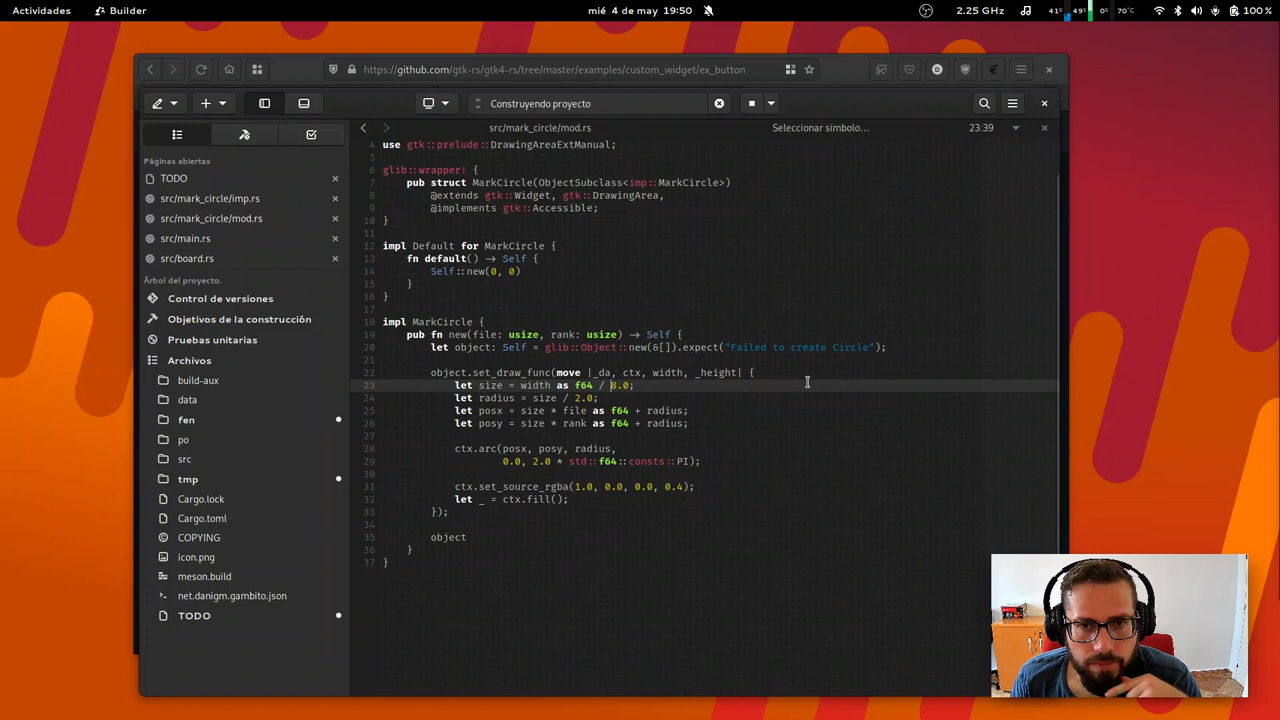 Actividades
Builder
mié 4 de may 19:50
2.25 GHz
41%
49%
0%
70°C
100 %
https://github.com/gtk-rs/gtk4-rs/tree/master/examples/custom_widget/ex_button
Construyendo proyecto
src/mark_circle/mod.rs
Seleccionar símbolo…
23:39
Páginas abiertas
TODO
src/mark_circle/imp.rs
src/mark_circle/mod.rs
src/main.rs
src/board.rs
Árbol del proyecto.
Control de versiones
Objetivos de la construcción
Pruebas unitarias
Archivos
build-aux
data
fen
po
src
tmp
Cargo.lock
Cargo.toml
COPYING
icon.png
meson.build
net.danigm.gambito.json
TODO
4 use gtk::prelude::DrawingAreaExtManual;
5
6 glib::wrapper! {
7 pub struct MarkCircle(ObjectSubclass<imp::MarkCircle>)
8 @extends gtk::Widget, gtk::DrawingArea,
9 @implements gtk::Accessible;
10 }
11
12 impl Default for MarkCircle {
13 fn default() -> Self {
14 Self::new(0, 0)
15 }
16 }
17
18 impl MarkCircle {
19 pub fn new(file: usize, rank: usize) -> Self {
20 let object: Self = glib::Object::new(&[]).expect("Failed to create Circle");
21
22 object.set_draw_func(move |_da, ctx, width, _height| {
23 let size = width as f64 / 8.0;
24 let radius = size / 2.0;
25 let posx = size * file as f64 + radius;
26 let posy = size * rank as f64 + radius;
27
28 ctx.arc(posx, posy, radius,
29 0.0, 2.0 * std::f64::consts::PI);
30
31 ctx.set_source_rgba(1.0, 0.0, 0.0, 0.4);
32 let _ = ctx.fill();
33 });
34
35 object
36 }
37 }